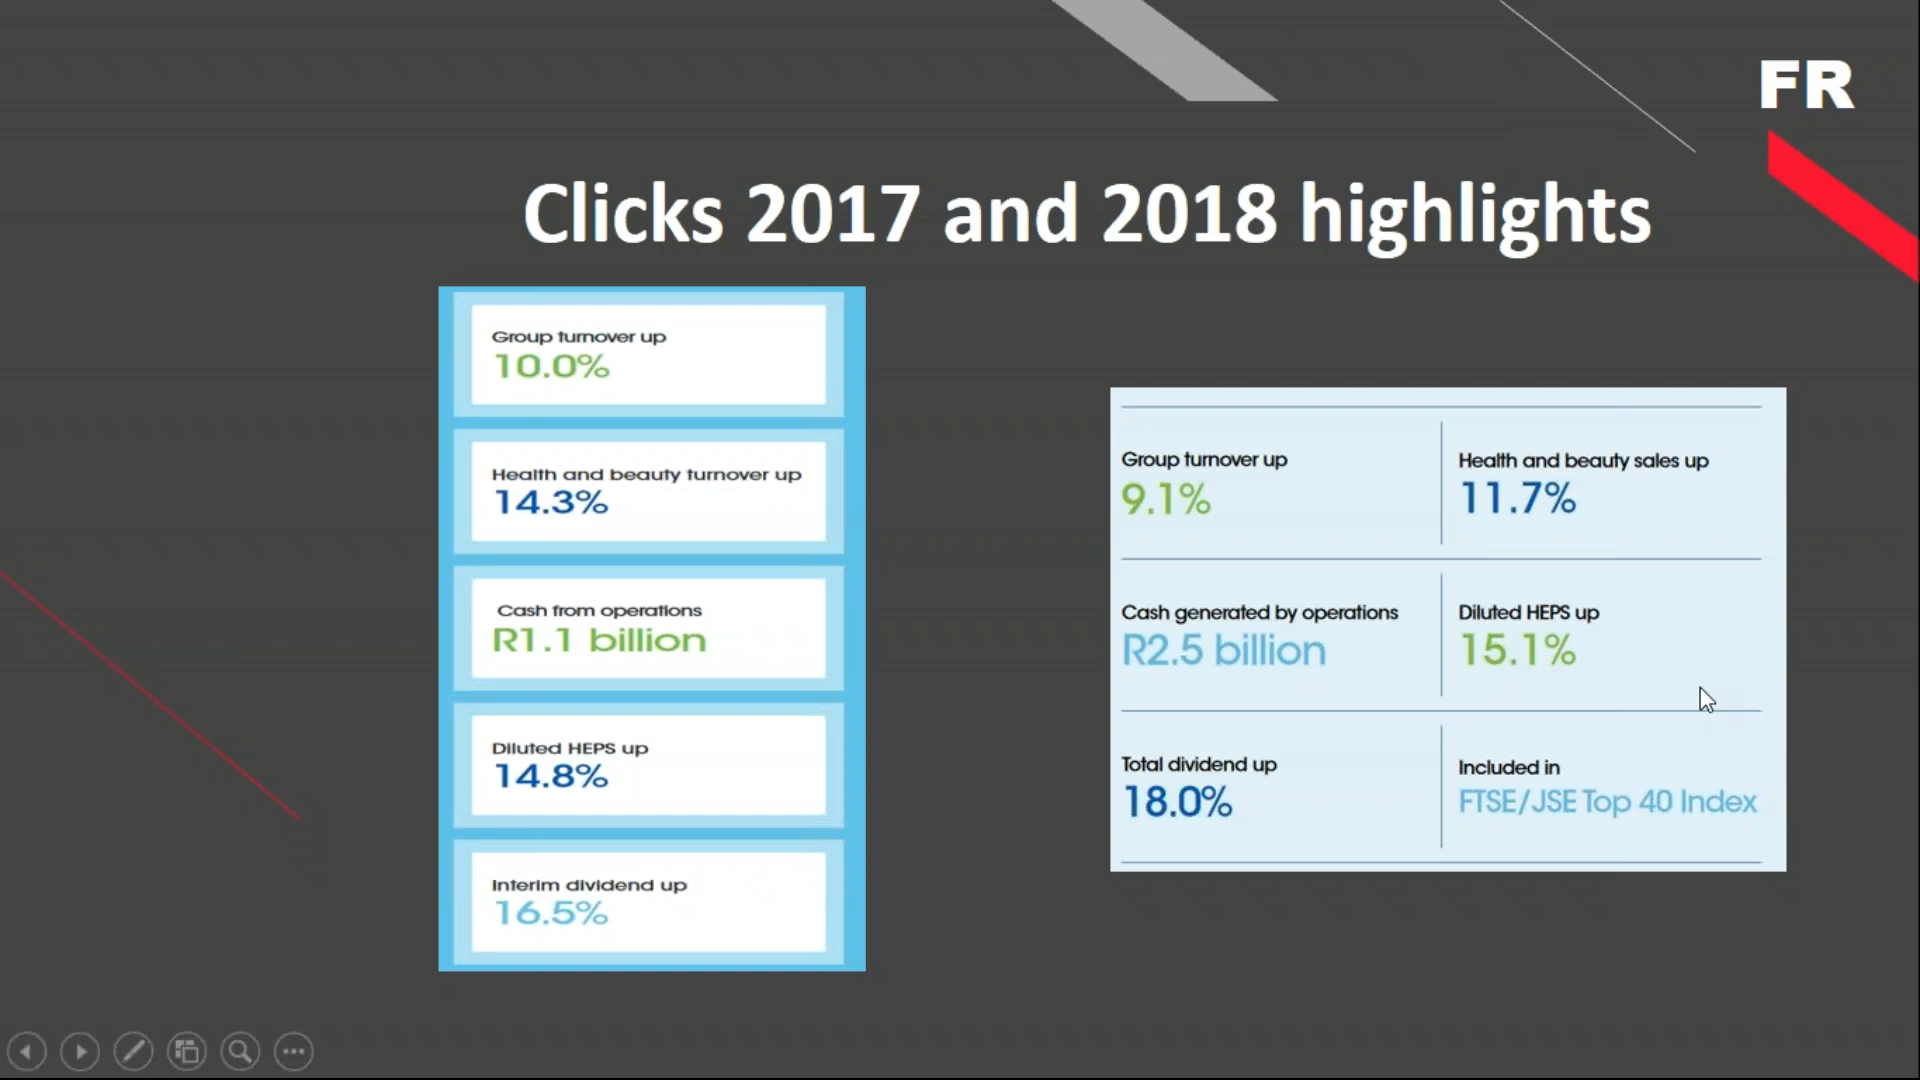 FR
Clicks 2017 and 2018 highlights
Group turnover up
10.0%
Health and beauty turnover up
14.3%
Cash from operations
R1.1 billion
Diluted HEPS up
14.8%
Interim dividend up
16.5%
Group turnover up
9.1%
Health and beauty sales up
11.7%
Cash generated by operations
R2.5 billion
Diluted HEPS up
15.1%
Total dividend up
18.0%
Included in
FTSE/JSE Top 40 Index